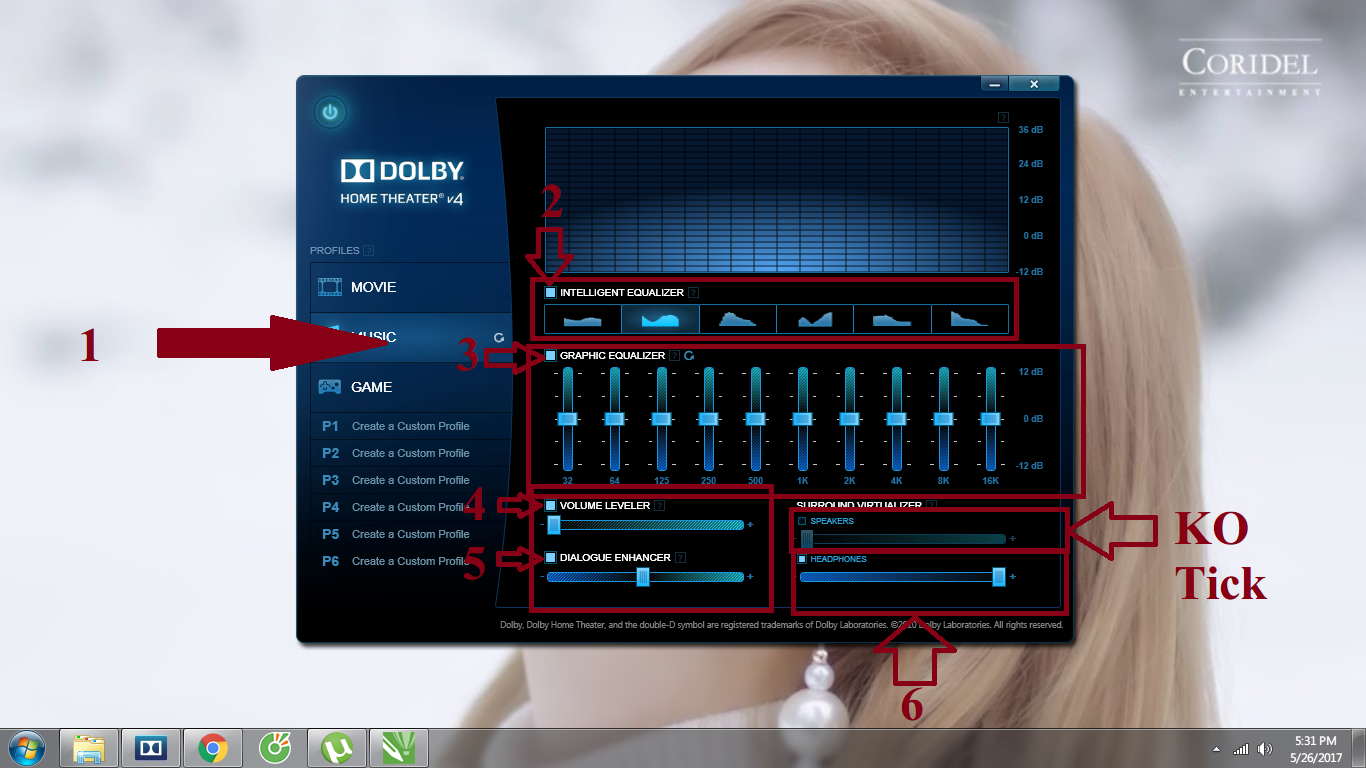 CORIDEL
ENTERTAINMENT
DOLBY
HOME THEATER® v4
36 dB
24 dB
12 dB
0 dB
-12 dB
2
PROFILES ?
MOVIE
MUSIC
GAME
P1 Create a Custom Profile
P2 Create a Custom Profile
P3 Create a Custom Profile
P4 Create a Custom Profile
P5 Create a Custom Profile
P6 Create a Custom Profile
1
INTELLIGENT EQUALIZER ?
3
GRAPHIC EQUALIZER ?
12 dB
0 dB
-12 dB
32 64 125 250 500 1K 2K 4K 8K 16K
4
VOLUME LEVELER ?
- +
5
DIALOGUE ENHANCER ?
- +
SURROUND VIRTUALIZER ?
SPEAKERS
- +
HEADPHONES
- +
KO
Tick
6
Dolby, Dolby Home Theater, and the double-D symbol are registered trademarks of Dolby Laboratories. ©2010 Dolby Laboratories. All rights reserved.
5:31 PM
5/26/2017